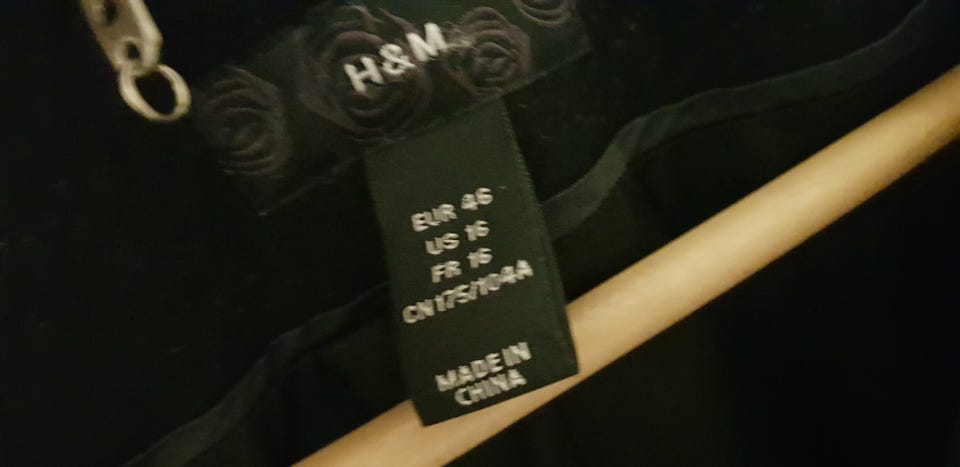 H&M
EUR 46
US 16
FR 16
CN175/104A
MADE IN
CHINA